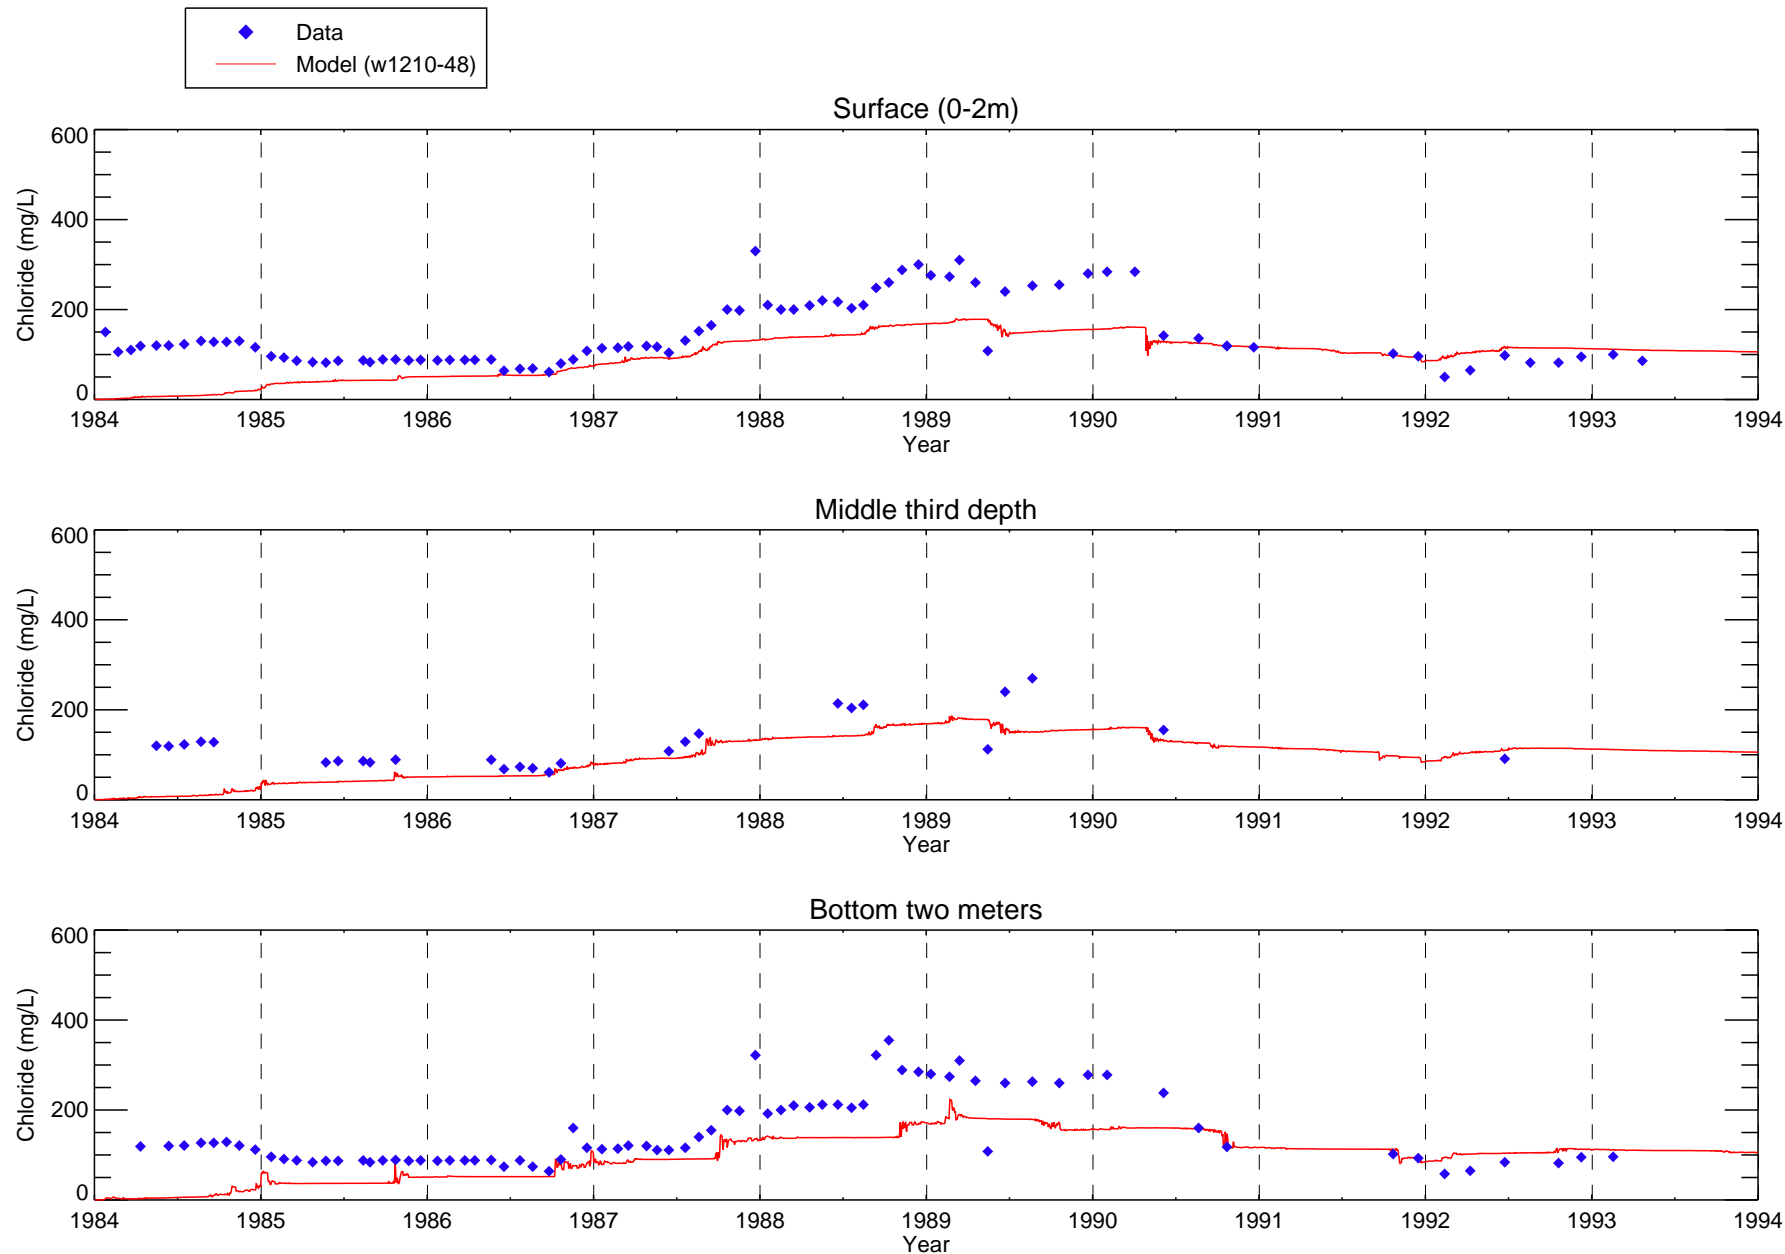 Data
Model (w1210-48)
Surface (0-2m)
Chloride (mg/L)
600
400
200
0
1984 1985 1986 1987 1988 1989 1990 1991 1992 1993 1994
Year
Middle third depth
Chloride (mg/L)
600
400
200
0
1984 1985 1986 1987 1988 1989 1990 1991 1992 1993 1994
Year
Bottom two meters
Chloride (mg/L)
600
400
200
0
1984 1985 1986 1987 1988 1989 1990 1991 1992 1993 1994
Year